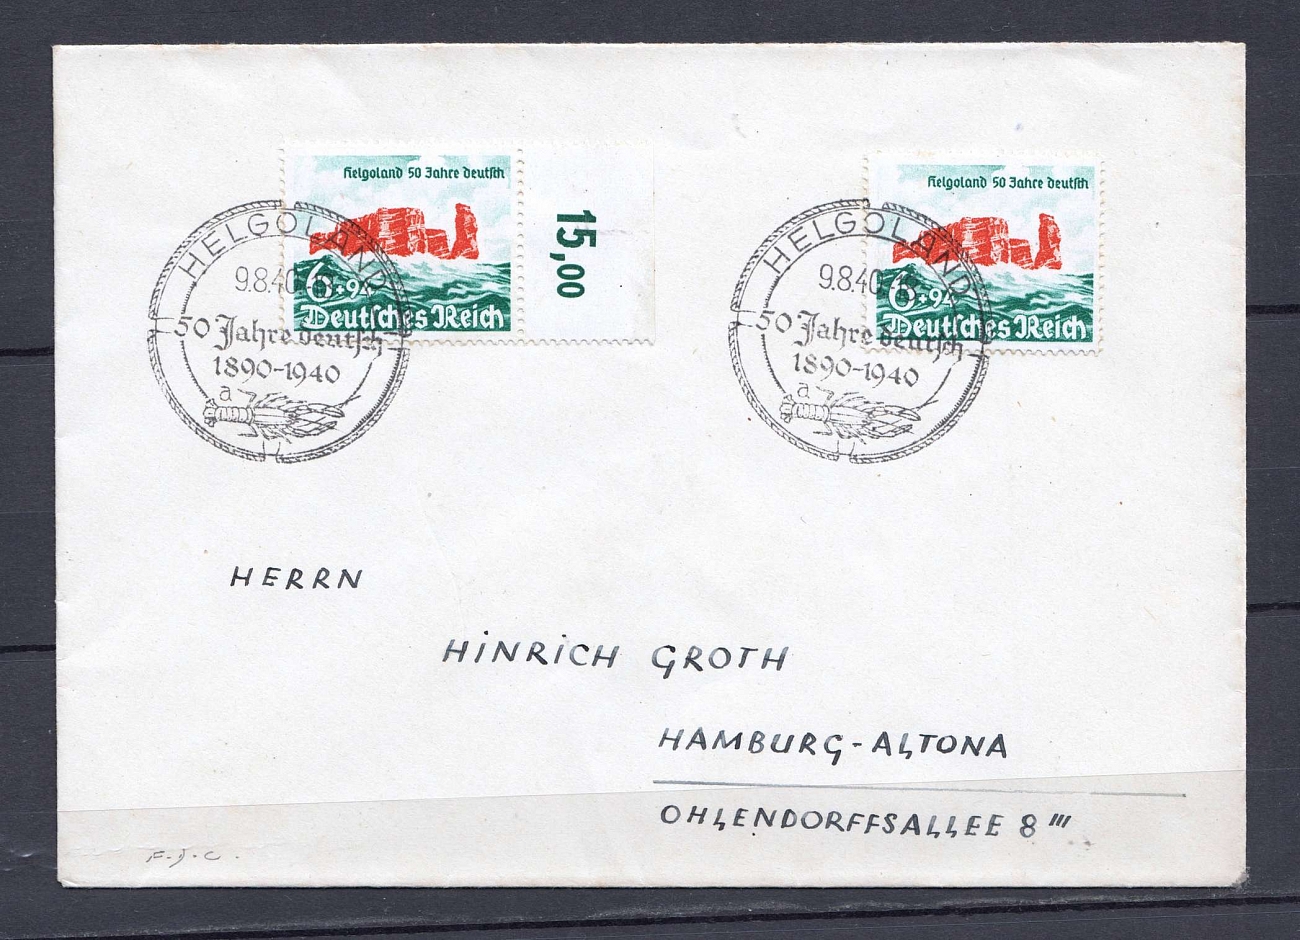 Helgoland 50 Jahre deutsch
6+94
Deutsches Reich
15,00
HELGOLAND
9.8.40
50 Jahre deutsch
1890-1940
a
Helgoland 50 Jahre deutsch
6+94
Deutsches Reich
HELGOLAND
9.8.40
50 Jahre deutsch
1890-1940
a
HERRN
HINRICH GROTH
HAMBURG-ALTONA
OHLENDORFFSALLEE 8 III
F.D.C.